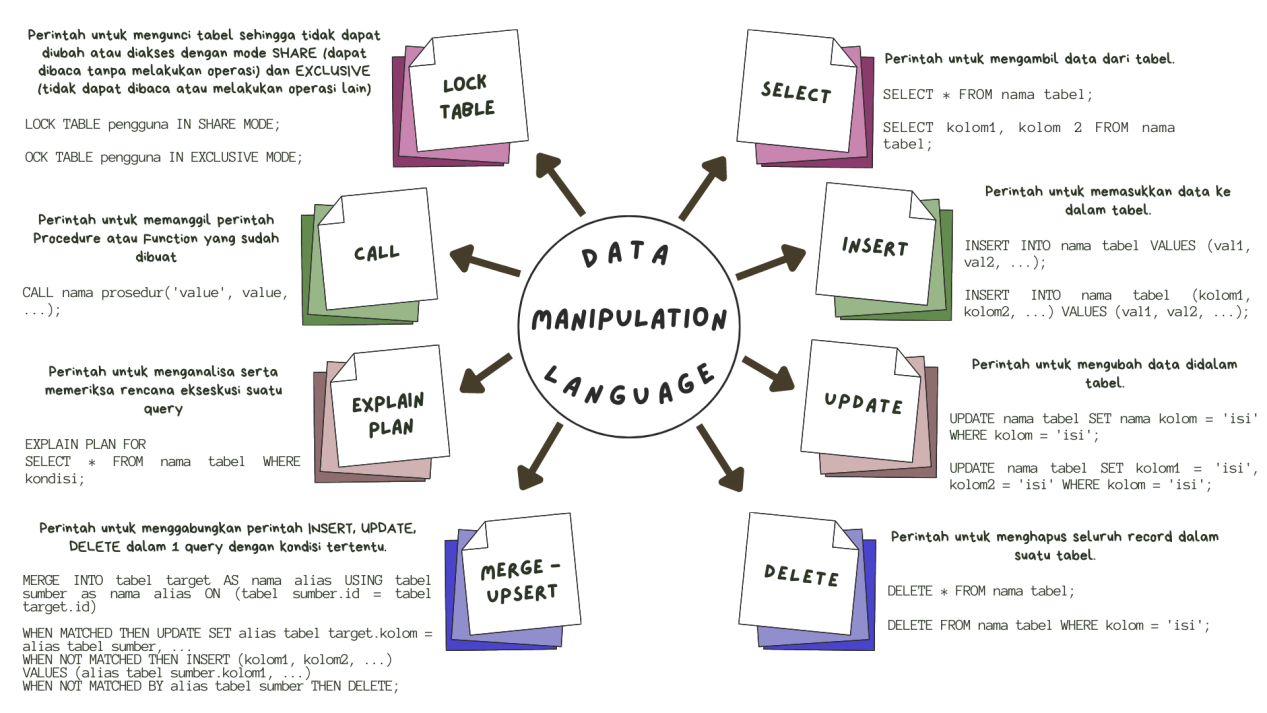 DATA
MANIPULATION
LANGUAGE
Perintah untuk mengunci tabel sehingga tidak dapat
diubah atau diakses dengan mode SHARE (dapat
dibaca tanpa melakukan operasi) dan EXCLUSIVE
(tidak dapat dibaca atau melakukan operasi lain)
LOCK TABLE pengguna IN SHARE MODE;
OCK TABLE pengguna IN EXCLUSIVE MODE;
LOCK
TABLE
Perintah untuk memanggil perintah
Procedure atau Function yang sudah
dibuat
CALL nama prosedur('value', value,
...);
CALL
Perintah untuk menganalisa serta
memeriksa rencana eksekusi suatu
query
EXPLAIN PLAN FOR
SELECT * FROM nama tabel WHERE
kondisi;
EXPLAIN
PLAN
Perintah untuk menggabungkan perintah INSERT, UPDATE,
DELETE dalam 1 query dengan kondisi tertentu.
MERGE INTO tabel target AS nama alias USING tabel
sumber as nama alias ON (tabel sumber.id = tabel
target.id)
WHEN MATCHED THEN UPDATE SET alias tabel target.kolom =
alias tabel sumber, ...
WHEN NOT MATCHED THEN INSERT (kolom1, kolom2, ...)
VALUES (alias tabel sumber.kolom1, ...)
WHEN NOT MATCHED BY alias tabel sumber THEN DELETE;
MERGE -
UPSERT
SELECT
Perintah untuk mengambil data dari tabel.
SELECT * FROM nama tabel;
SELECT kolom1, kolom 2 FROM nama
tabel;
INSERT
Perintah untuk memasukkan data ke
dalam tabel.
INSERT INTO nama tabel VALUES (val1,
val2, ...);
INSERT INTO nama tabel (kolom1,
kolom2, ...) VALUES (val1, val2, ...);
UPDATE
Perintah untuk mengubah data didalam
tabel.
UPDATE nama tabel SET nama kolom = 'isi'
WHERE kolom = 'isi';
UPDATE nama tabel SET kolom1 = 'isi',
kolom2 = 'isi' WHERE kolom = 'isi';
DELETE
Perintah untuk menghapus seluruh record dalam
suatu tabel.
DELETE * FROM nama tabel;
DELETE FROM nama tabel WHERE kolom = 'isi';